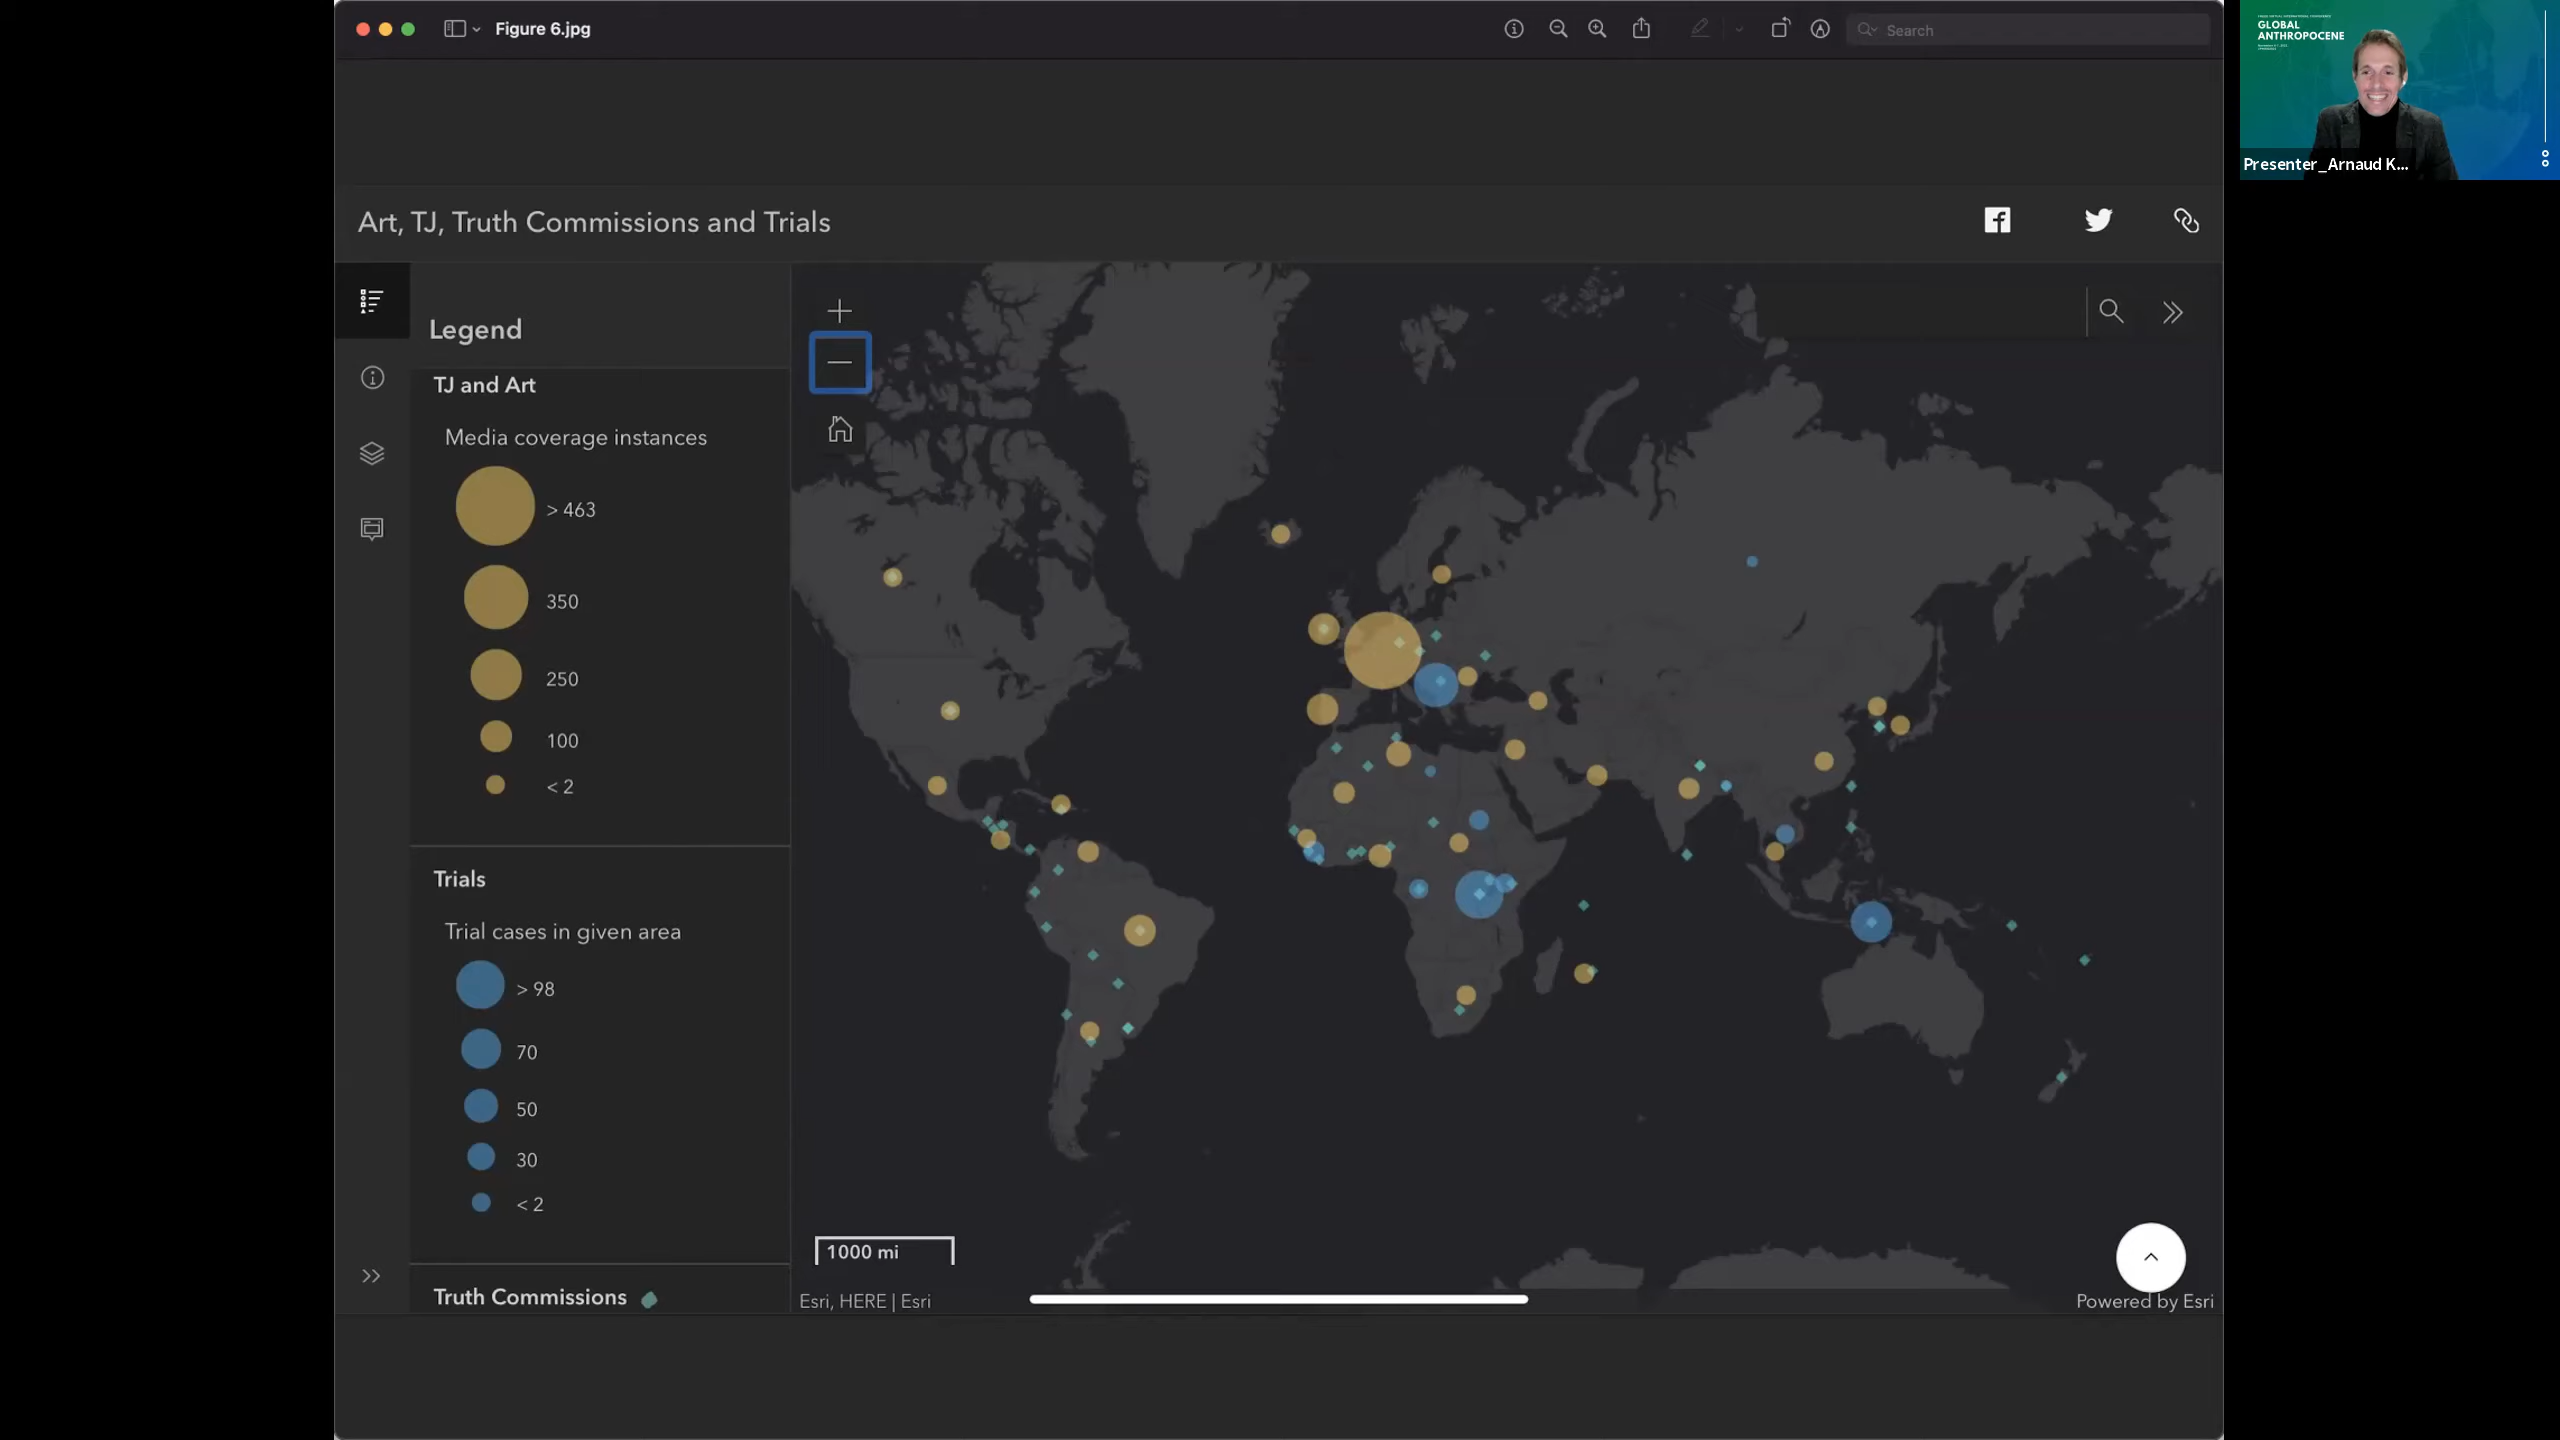 Figure 6.jpg
Search
GLOBAL
ANTHROPOCENE
Presenter_Arnaud K...
Art, TJ, Truth Commissions and Trials
Legend
TJ and Art
Media coverage instances
> 463
350
250
100
< 2
Trials
Trial cases in given area
> 98
70
50
30
< 2
Truth Commissions
1000 mi
Esri, HERE | Esri
Powered by Esri